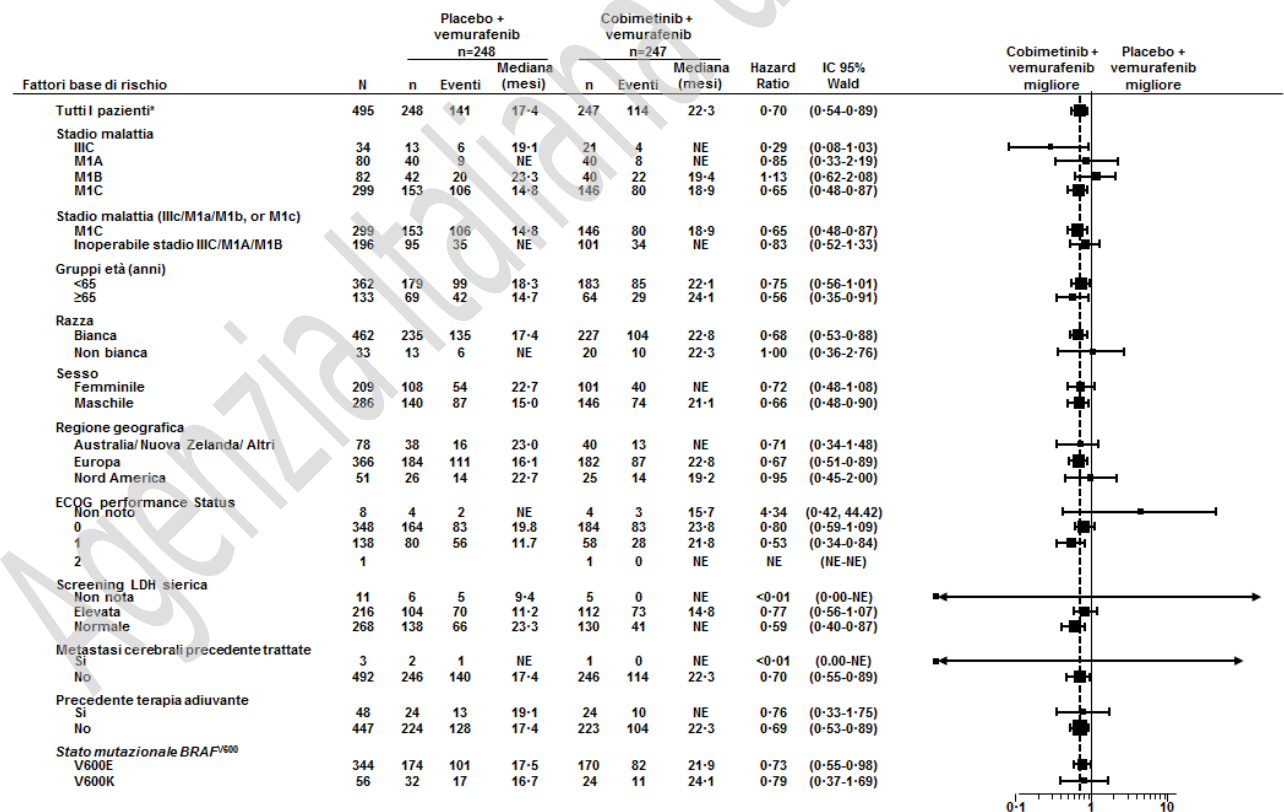 Placebo + Cobimetinib +
vemurafenib vemurafenib
n=248 n=247 Cobimetinib + Placebo +
Mediana Mediana Hazard IC 95% vemurafenib vemurafenib
Fattori base di rischio N n Eventi (mesi) n Eventi (mesi) Ratio Wald migliore migliore
Tutti I pazienti* 495 248 141 17·4 247 114 22·3 0·70 (0·54-0·89)
Stadio malattia
IIIC 34 13 6 19·1 21 4 NE 0·29 (0·08-1·03)
M1A 80 40 9 NE 40 8 NE 0·85 (0·33-2·19)
M1B 82 42 20 23·3 40 22 19·4 1·13 (0·62-2·08)
M1C 299 153 106 14·8 146 80 18·9 0·65 (0·48-0·87)
Stadio malattia (IIIc/M1a/M1b, or M1c)
M1C 299 153 106 14·8 146 80 18·9 0·65 (0·48-0·87)
Inoperabile stadio IIIC/M1A/M1B 196 95 35 NE 101 34 NE 0·83 (0·52-1·33)
Gruppi età (anni)
<65 362 179 99 18·3 183 85 22·1 0·75 (0·56-1·01)
≥65 133 69 42 14·7 64 29 24·1 0·56 (0·35-0·91)
Razza
Bianca 462 235 135 17·4 227 104 22·8 0·68 (0·53-0·88)
Non bianca 33 13 6 NE 20 10 22·3 1·00 (0·36-2·76)
Sesso
Femminile 209 108 54 22·7 101 40 NE 0·72 (0·48-1·08)
Maschile 286 140 87 15·0 146 74 21·1 0·66 (0·48-0·90)
Regione geografica
Australia/ Nuova Zelanda/ Altri 78 38 16 23·0 40 13 NE 0·71 (0·34-1·48)
Europa 366 184 111 16·1 182 87 22·8 0·67 (0·51-0·89)
Nord America 51 26 14 22·7 25 14 19·2 0·95 (0·45-2·00)
ECOG performance Status
Non noto 8 4 2 NE 4 3 15·7 4·34 (0·42, 44.42)
0 348 164 83 19·8 184 83 23·8 0·80 (0·59-1·09)
1 138 80 56 11·7 58 28 21·8 0·53 (0·34-0·84)
2 1 1 0 NE NE (NE-NE)
Screening LDH sierica
Non nota 11 6 5 9·4 5 0 NE <0·01 (0·00-NE)
Elevata 216 104 70 11·2 112 73 14·8 0·77 (0·56-1·07)
Normale 268 138 66 23·3 130 41 NE 0·59 (0·40-0·87)
Metastasi cerebrali precedente trattate
Si 3 2 1 NE 1 0 NE <0·01 (0.00-NE)
No 492 246 140 17·4 246 114 22·3 0·70 (0·55-0·89)
Precedente terapia adiuvante
Si 48 24 13 19·1 24 10 NE 0·76 (0·33-1·75)
No 447 224 128 17·4 223 104 22·3 0·69 (0·53-0·89)
Stato mutazionale BRAFV600
V600E 344 174 101 17·5 170 82 21·9 0·73 (0·55-0·98)
V600K 56 32 17 16·7 24 11 24·1 0·79 (0·37-1·69)
0·1 1 10
Agenzia Italiana d